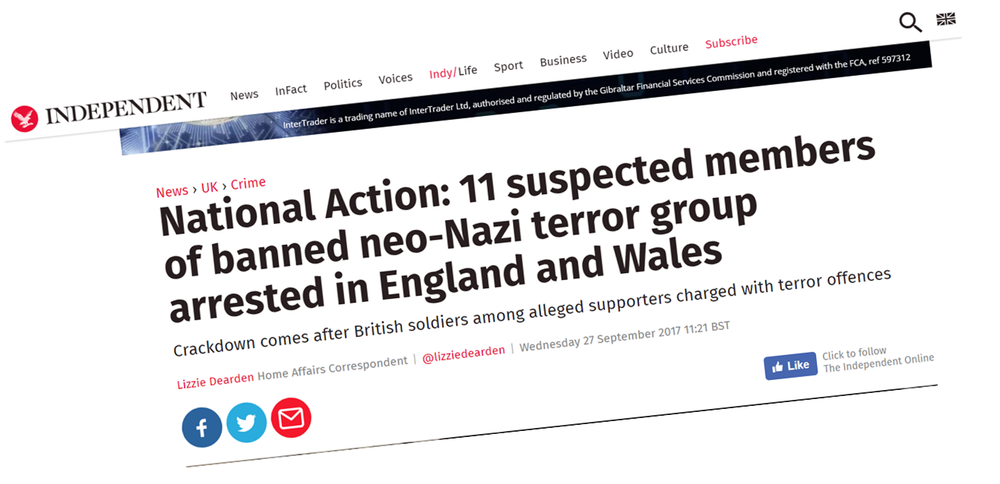 INDEPENDENT
News InFact Politics Voices Indy/Life Sport Business Video Culture Subscribe
InterTrader is a trading name of InterTrader Ltd, authorised and regulated by the Gibraltar Financial Services Commission and registered with the FCA, ref 597312
News › UK › Crime
National Action: 11 suspected members
of banned neo-Nazi terror group
arrested in England and Wales
Crackdown comes after British soldiers among alleged supporters charged with terror offences
Lizzie Dearden Home Affairs Correspondent | @lizziedearden | Wednesday 27 September 2017 11:21 BST
Like
Click to follow
The Independent Online